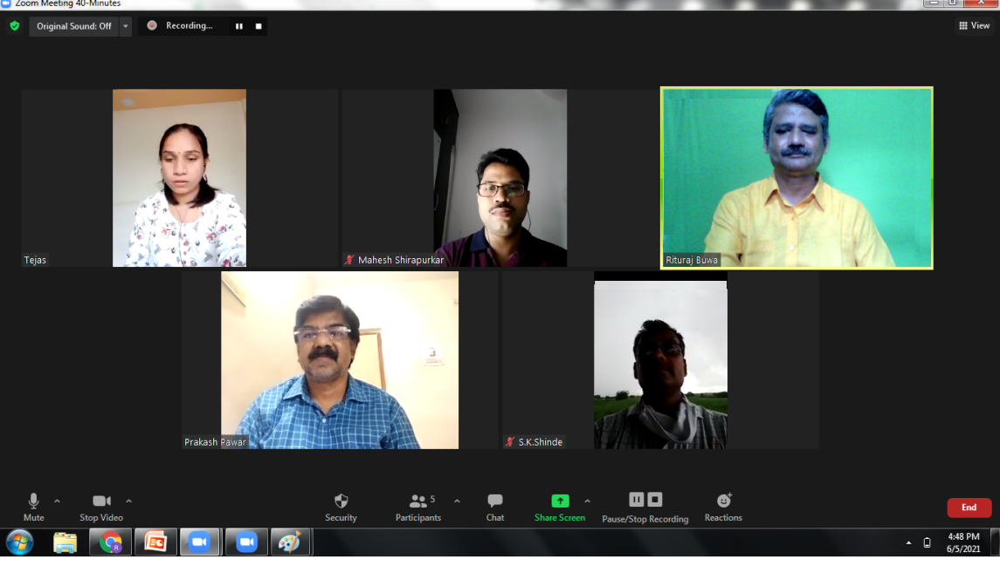 Zoom Meeting 40-Minutes
Original Sound: Off
Recording...
View
Tejas
Mahesh Shirapurkar
Rituraj Buwa
Prakash Pawar
S.K.Shinde
Mute
Stop Video
Security
5
Participants
Chat
Share Screen
Pause/Stop Recording
Reactions
End
R
4:48 PM
6/5/2021